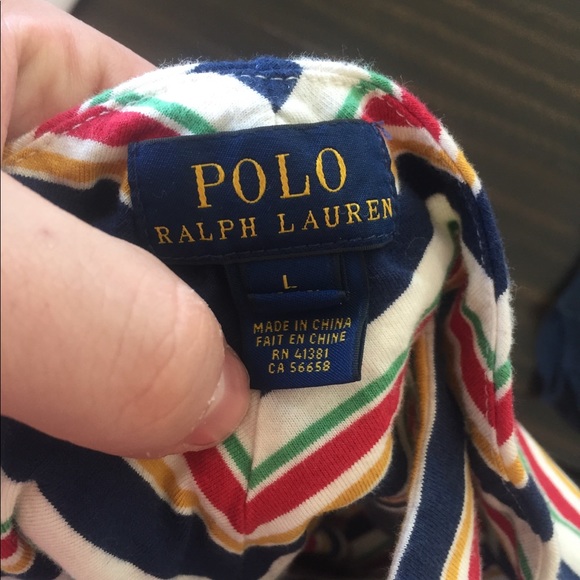 POLO
RALPH LAUREN
L
MADE IN CHINA
FAIT EN CHINE
RN 41381
CA 56658